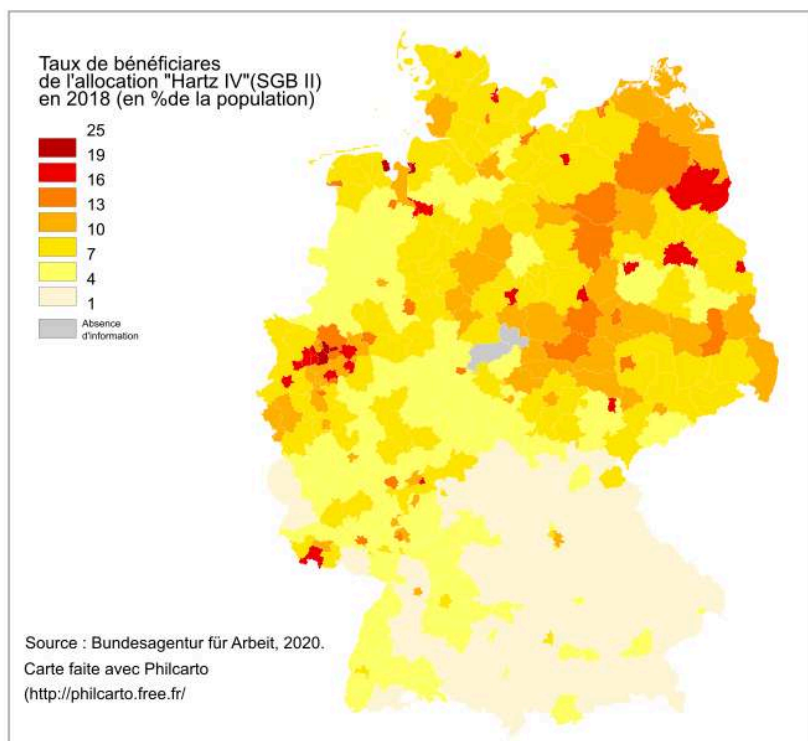 Taux de bénéficiares
de l'allocation "Hartz IV"(SGB II)
en 2018 (en %de la population)
25
19
16
13
10
7
4
1
Absence
d'information
Source : Bundesagentur für Arbeit, 2020.
Carte faite avec Philcarto
(http://philcarto.free.fr/